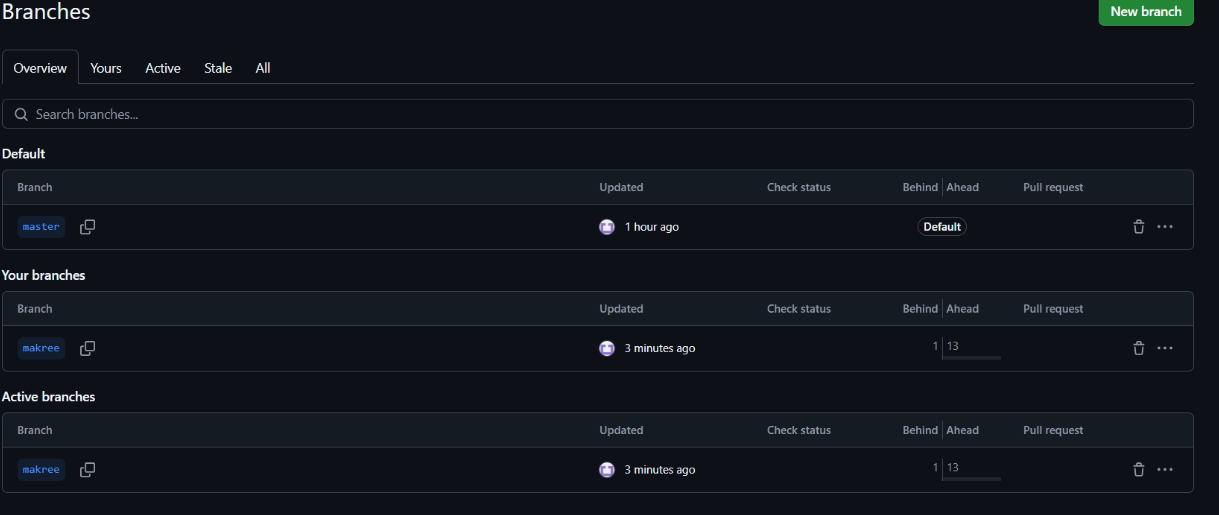 Branches New branch
Overview Yours Active Stale All
Search branches...
Default
Branch Updated Check status Behind Ahead Pull request
master 1 hour ago Default
Your branches
Branch Updated Check status Behind Ahead Pull request
makree 3 minutes ago 1 13
Active branches
Branch Updated Check status Behind Ahead Pull request
makree 3 minutes ago 1 13